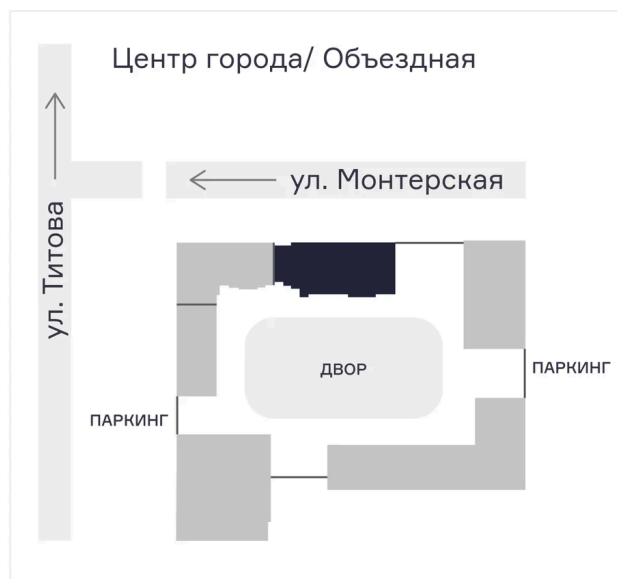 Центр города/ Объездная
ул. Монтерская
ул. Титова
ДВОР
ПАРКИНГ
ПАРКИНГ